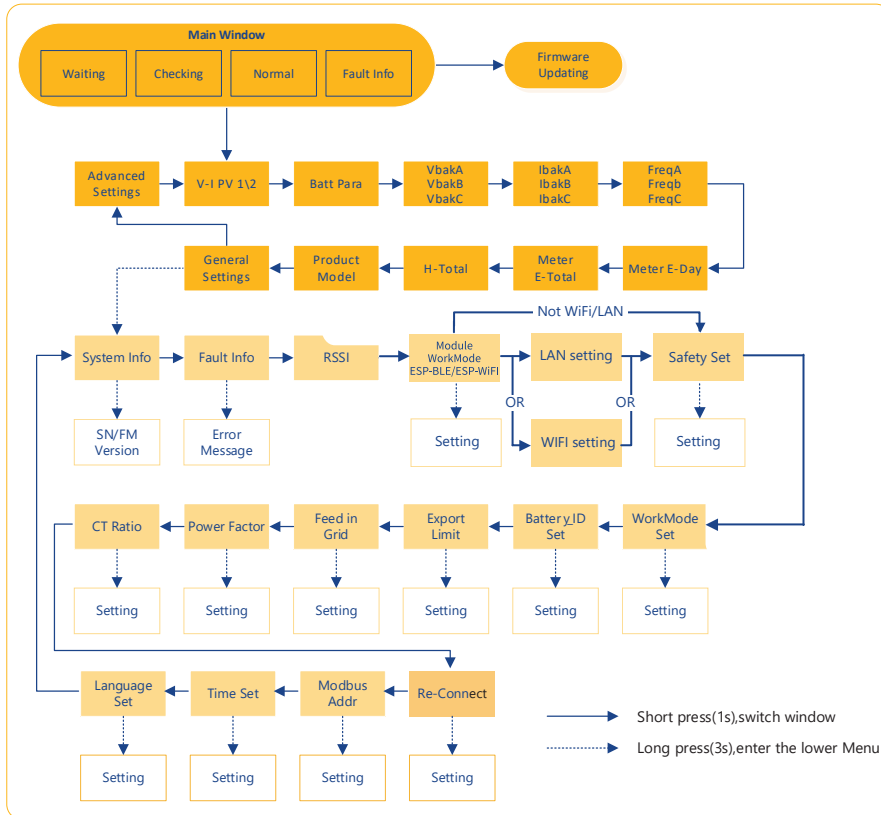 Main Window
Waiting
Checking
Normal
Fault Info
Firmware
Updating
Advanced
Settings
V-I PV 1\2
Batt Para
VbakA
VbakB
VbakC
IbakA
IbakB
IbakC
FreqA
Freqb
FreqC
General
Settings
Product
Model
H-Total
Meter
E-Total
Meter E-Day
Not WiFi/LAN
System Info
Fault Info
RSSI
Module
WorkMode
ESP-BLE/ESP-WiFI
LAN setting
Safety Set
OR
OR
SN/FM
Version
Error
Message
Setting
WIFI setting
Setting
CT Ratio
Power Factor
Feed in
Grid
Export
Limit
Battery_ID
Set
WorkMode
Set
Setting
Setting
Setting
Setting
Setting
Setting
Language
Set
Time Set
Modbus
Addr
Re-Connect
Short press(1s),switch window
Long press(3s),enter the lower Menu
Setting
Setting
Setting
Setting